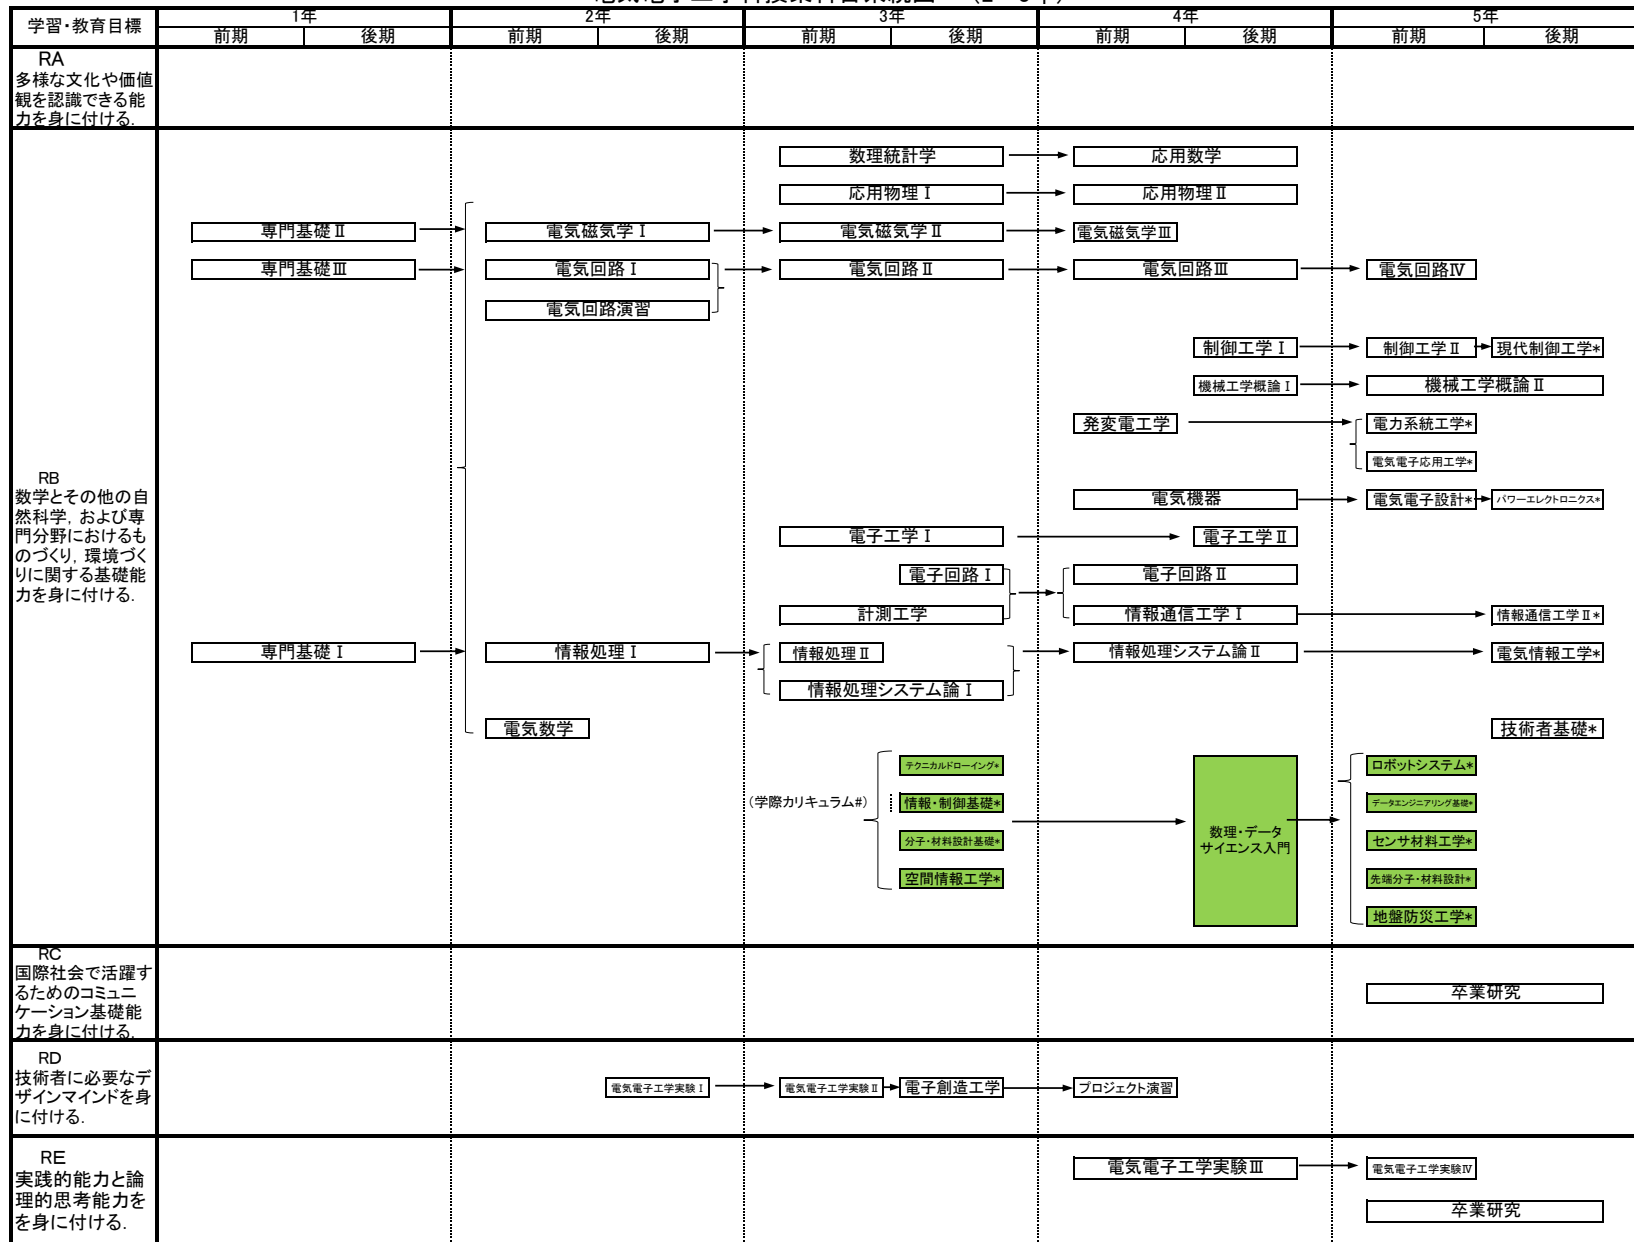 学習・教育目標
1年
2年
3年
4年
5年
前期
後期
前期
後期
前期
後期
前期
後期
前期
後期
RA
多様な文化や価値
観を認識できる能
力を身に付ける.
RB
数学とその他の自
然科学, および専
門分野におけるも
のづくり, 環境づく
りに関する基礎能
力を身に付ける.
数理統計学
応用数学
応用物理Ⅰ
応用物理Ⅱ
専門基礎Ⅱ
電気磁気学Ⅰ
電気磁気学Ⅱ
電気磁気学Ⅲ
専門基礎Ⅲ
電気回路Ⅰ
電気回路Ⅱ
電気回路Ⅲ
電気回路Ⅳ
電気回路演習
制御工学Ⅰ
制御工学Ⅱ
現代制御工学*
機械工学概論Ⅰ
機械工学概論Ⅱ
発変電工学
電力系統工学*
電気電子応用工学*
電気機器
電気電子設計*
パワーエレクトロニクス*
電子工学Ⅰ
電子工学Ⅱ
電子回路Ⅰ
電子回路Ⅱ
計測工学
情報通信工学Ⅰ
情報通信工学Ⅱ*
専門基礎Ⅰ
情報処理Ⅰ
情報処理Ⅱ
情報処理システム論Ⅱ
電気情報工学*
情報処理システム論Ⅰ
電気数学
技術者基礎*
(学際カリキュラム#)
テクニカルドローイング*
情報・制御基礎*
分子・材料設計基礎*
空間情報工学*
数理・データ
サイエンス入門
ロボットシステム*
データエンジニアリング基礎*
センサ材料工学*
先端分子・材料設計*
地盤防災工学*
RC
国際社会で活躍す
るためのコミュニ
ケーション基礎能
力を身に付ける.
卒業研究
RD
技術者に必要なデ
ザインマインドを身
に付ける.
電気電子工学実験Ⅰ
電気電子工学実験Ⅱ
電子創造工学
プロジェクト演習
RE
実践的能力と論
理的思考能力を
を身に付ける.
電気電子工学実験Ⅲ
電気電子工学実験Ⅳ
卒業研究